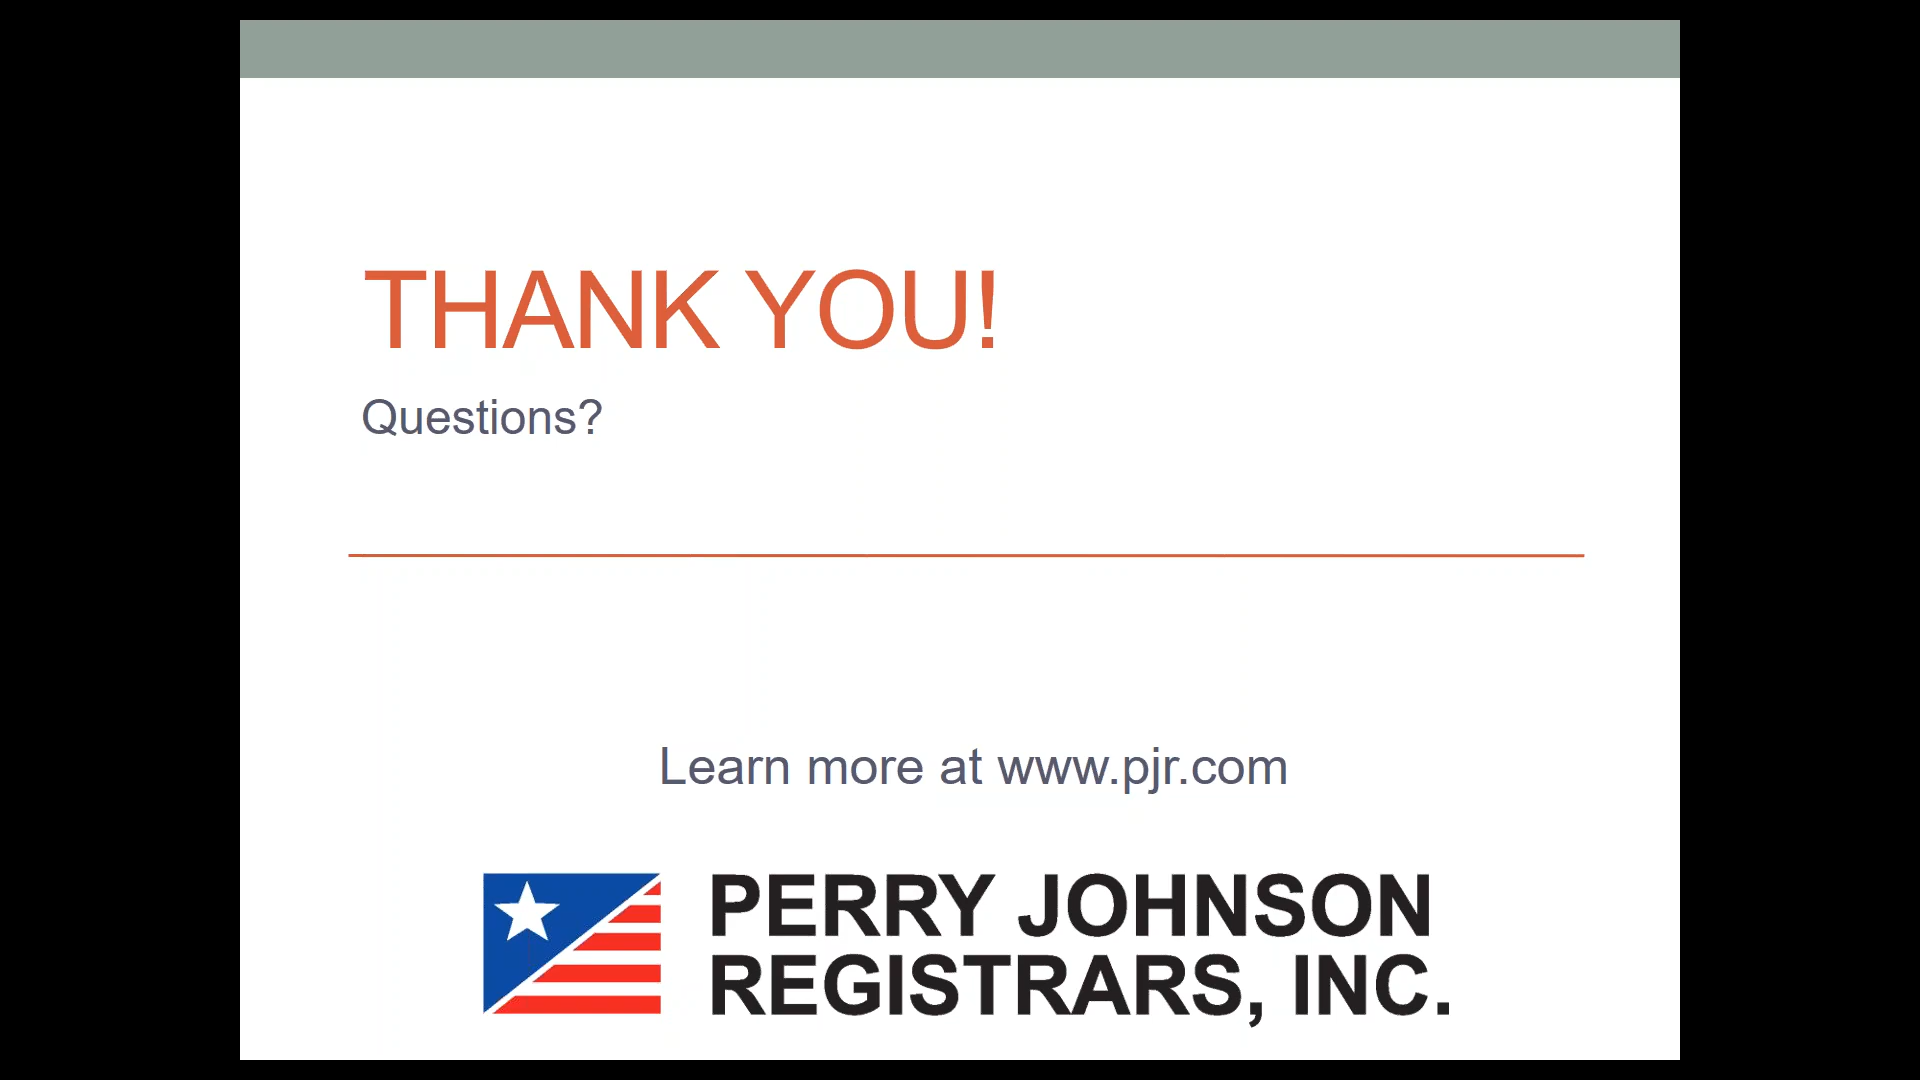 THANK YOU!
Questions?
Learn more at www.pjr.com
PERRY JOHNSON
REGISTRARS, INC.